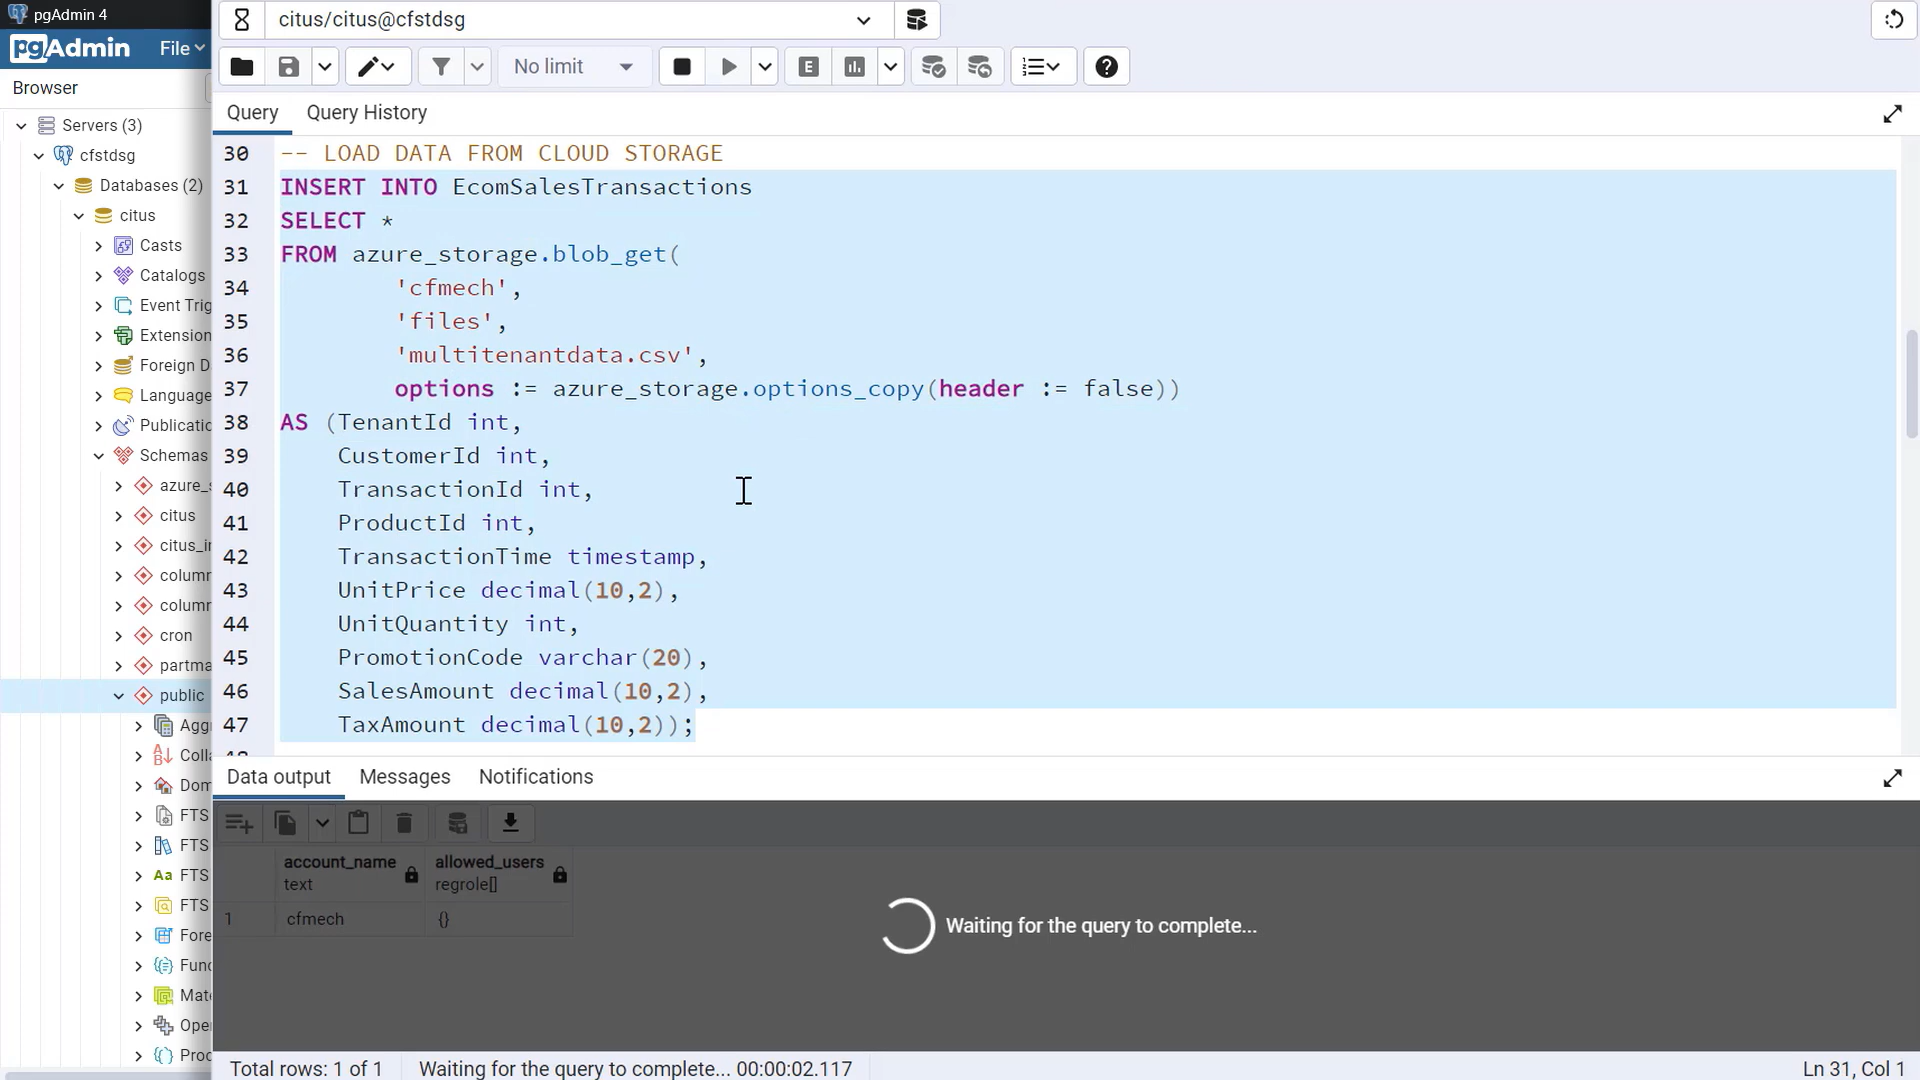 pgAdmin 4
citus/citus@cfstdsg
pgAdmin File
No limit
Browser
Query Query History
Servers (3)
cfstdsg
Databases (2)
citus
Casts
Catalogs
Event Trig
Extension
Foreign D
Language
Publicatio
Schemas
azure_s
citus
citus_in
column
column
cron
partma
public
Aggr
Colla
Dom
FTS
FTS
Aa FTS
FTS
Fore
Func
Mate
Oper
Proc
30 -- LOAD DATA FROM CLOUD STORAGE
31 INSERT INTO EcomSalesTransactions
32 SELECT *
33 FROM azure_storage.blob_get(
34 'cfmech',
35 'files',
36 'multitenantdata.csv',
37 options := azure_storage.options_copy(header := false))
38 AS (TenantId int,
39 CustomerId int,
40 TransactionId int,
41 ProductId int,
42 TransactionTime timestamp,
43 UnitPrice decimal(10,2),
44 UnitQuantity int,
45 PromotionCode varchar(20),
46 SalesAmount decimal(10,2),
47 TaxAmount decimal(10,2));
Data output Messages Notifications
account_name allowed_users
text regrole[]
1 cfmech {}
Waiting for the query to complete...
Total rows: 1 of 1 Waiting for the query to complete... 00:00:02.117 Ln 31, Col 1